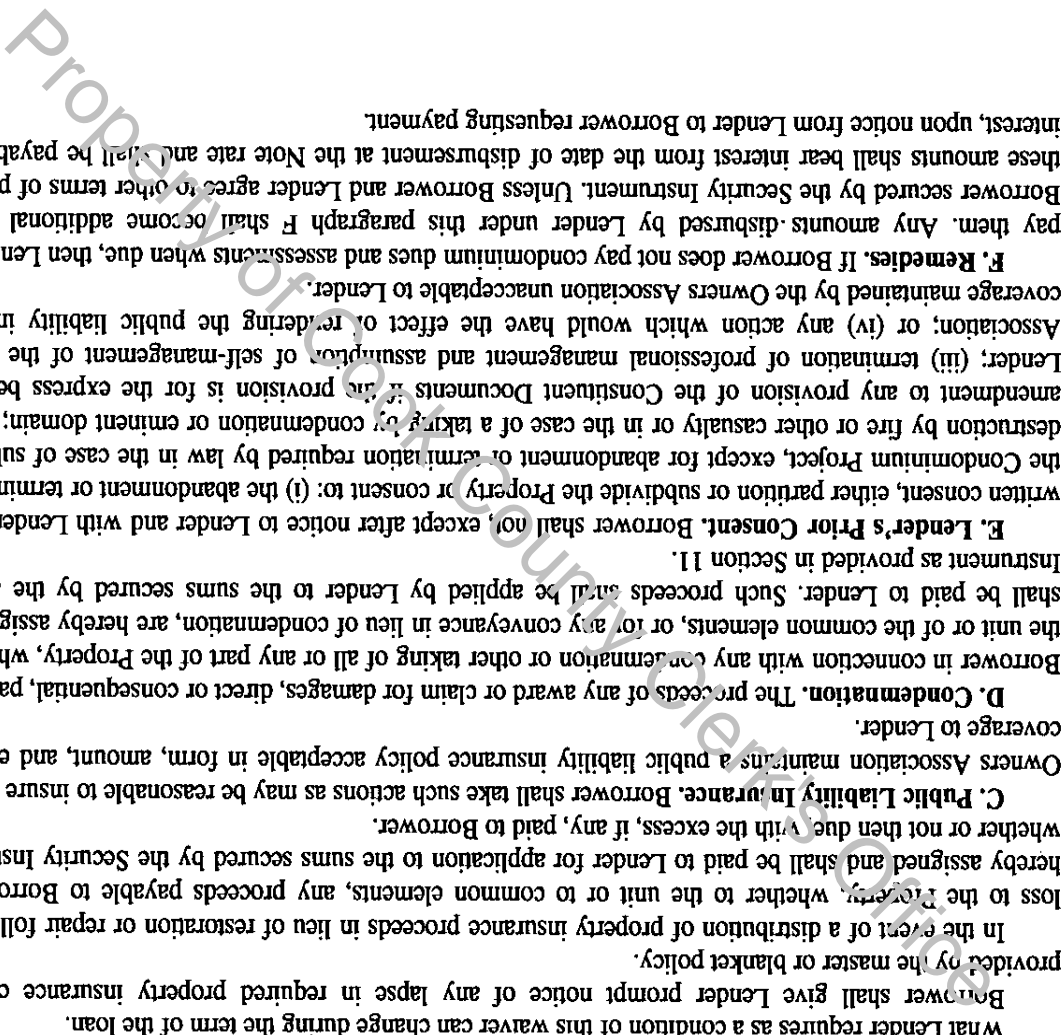 What Lender requires as a condition of this waiver can change during the term of the loan.
Borrower shall give Lender prompt notice of any lapse in required property insurance c
provided by the master or blanket policy.
In the event of a distribution of property insurance proceeds in lieu of restoration or repair foll
loss to the Property, whether to the unit or to common elements, any proceeds payable to Borro
hereby assigned and shall be paid to Lender for application to the sums secured by the Security Inst
whether or not then due, with the excess, if any, paid to Borrower.
C. Public Liability Insurance. Borrower shall take such actions as may be reasonable to insure
Owners Association maintains a public liability insurance policy acceptable in form, amount, and e
coverage to Lender.
D. Condemnation. The proceeds of any award or claim for damages, direct or consequential, pa
Borrower in connection with any condemnation or other taking of all or any part of the Property, wh
the unit or of the common elements, or for any conveyance in lieu of condemnation, are hereby assig
shall be paid to Lender. Such proceeds shall be applied by Lender to the sums secured by the
Instrument as provided in Section 11.
E. Lender's Prior Consent. Borrower shall not, except after notice to Lender and with Lender
written consent, either partition or subdivide the Property or consent to: (i) the abandonment or termin
the Condominium Project, except for abandonment or termination required by law in the case of sub
destruction by fire or other casualty or in the case of a taking by condemnation or eminent domain;
amendment to any provision of the Constituent Documents if the provision is for the express be
Lender; (iii) termination of professional management and assumption of self-management of the
Association; or (iv) any action which would have the effect of rendering the public liability in
coverage maintained by the Owners Association unacceptable to Lender.
F. Remedies. If Borrower does not pay condominium dues and assessments when due, then Len
pay them. Any amounts disbursed by Lender under this paragraph F shall become additional
Borrower secured by the Security Instrument. Unless Borrower and Lender agree to other terms of p
these amounts shall bear interest from the date of disbursement at the Note rate and shall be payab
interest, upon notice from Lender to Borrower requesting payment.
Property of Cook County Clerk's Office